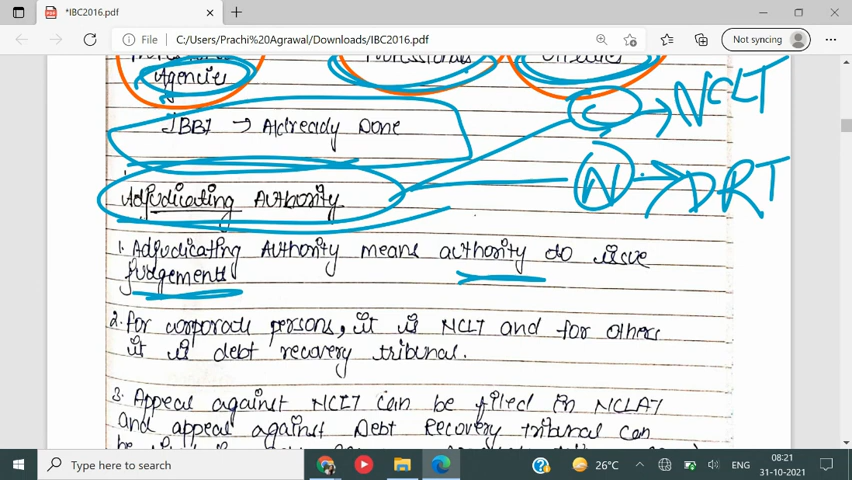 *IBC2016.pdf
File
C:/Users/Prachi%20Agrawal/Downloads/IBC2016.pdf
Not syncing
Agencies
NCLT
IBBI → Already Done
C
N
DRT
Adjudicating Authority
1. Adjudicating Authority means authority do issue
judgements
2. For corporate persons, it is NCLT and for others
it is debt recovery tribunal.
3. Appeal against NCLT can be filed in NCLAT
and appeal against Debt Recovery tribunal can
Type here to search
26°C
ENG
08:21
31-10-2021